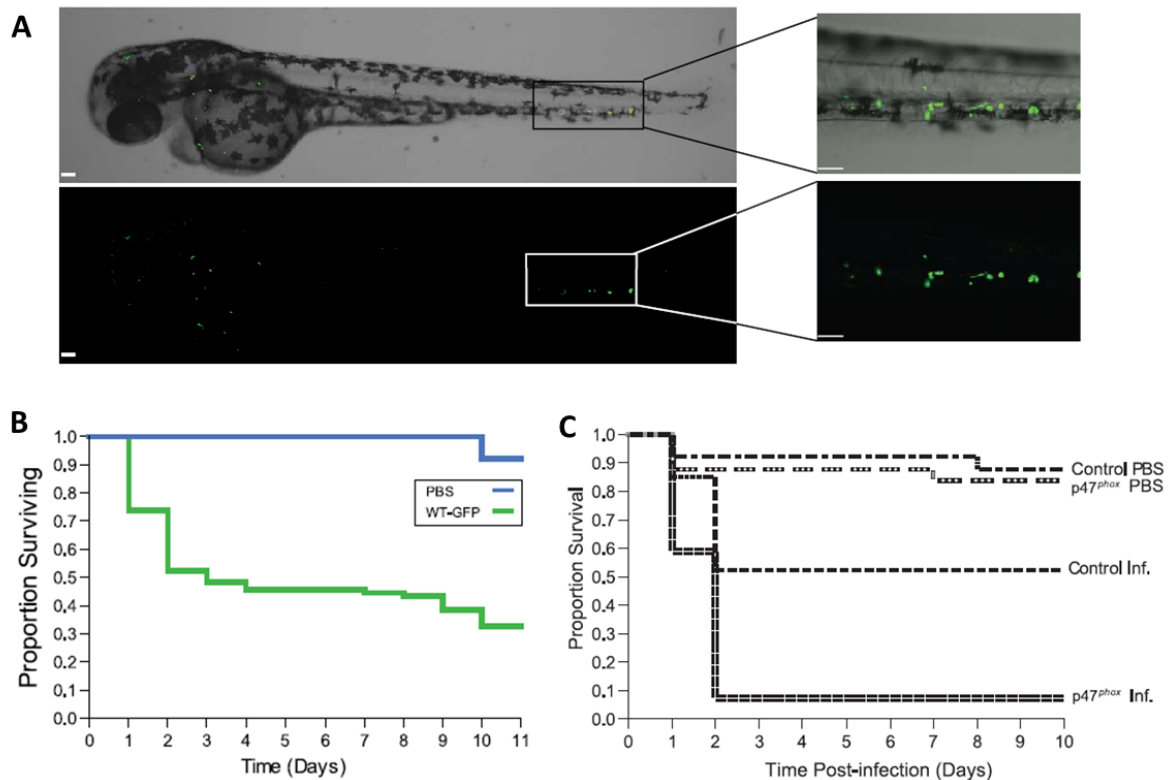 A
B
1.0
0.9
0.8
0.7
0.6
0.5
0.4
0.3
0.2
0.1
0.0
Proportion Surviving
PBS
WT-GFP
0 1 2 3 4 5 6 7 8 9 10 11
Time (Days)
C
1.0
0.9
0.8
0.7
0.6
0.5
0.4
0.3
0.2
0.1
0.0
Proportion Survival
Control PBS
p47phox PBS
Control Inf.
p47phox Inf.
0 1 2 3 4 5 6 7 8 9 10
Time Post-infection (Days)